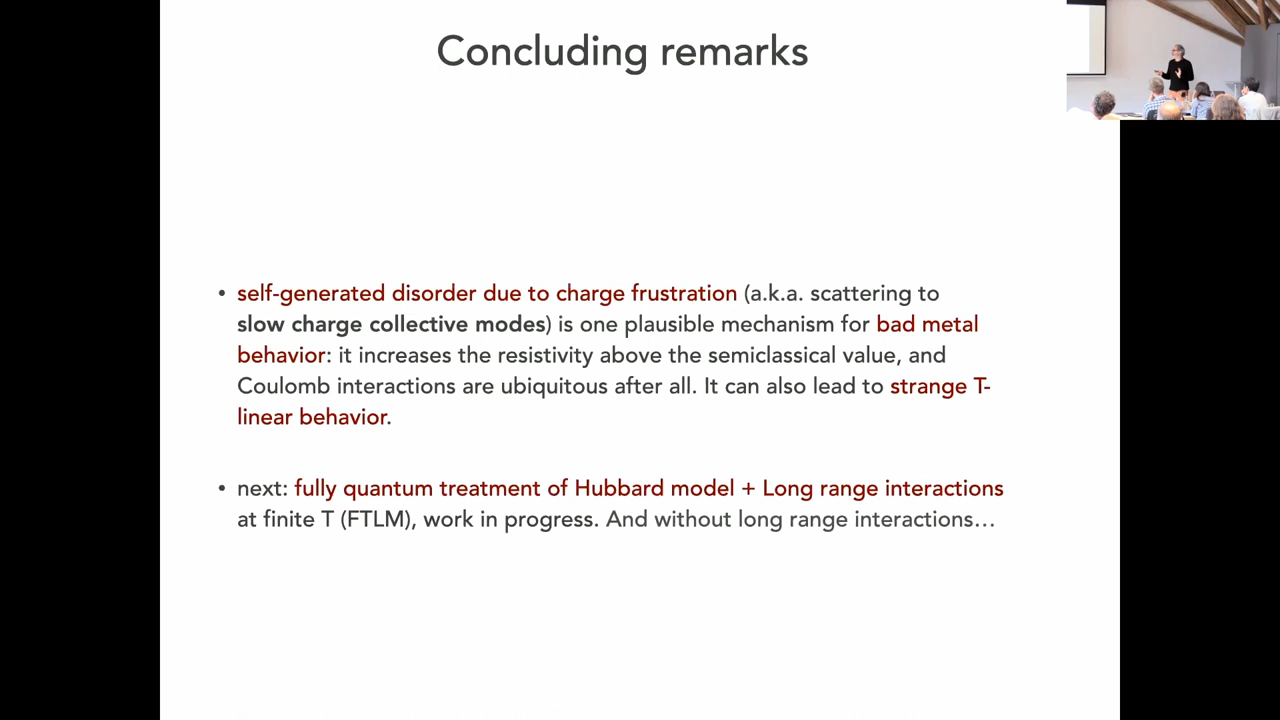 Concluding remarks
• self-generated disorder due to charge frustration (a.k.a. scattering to
slow charge collective modes) is one plausible mechanism for bad metal
behavior: it increases the resistivity above the semiclassical value, and
Coulomb interactions are ubiquitous after all. It can also lead to strange T-
linear behavior.
• next: fully quantum treatment of Hubbard model + Long range interactions
at finite T (FTLM), work in progress. And without long range interactions…